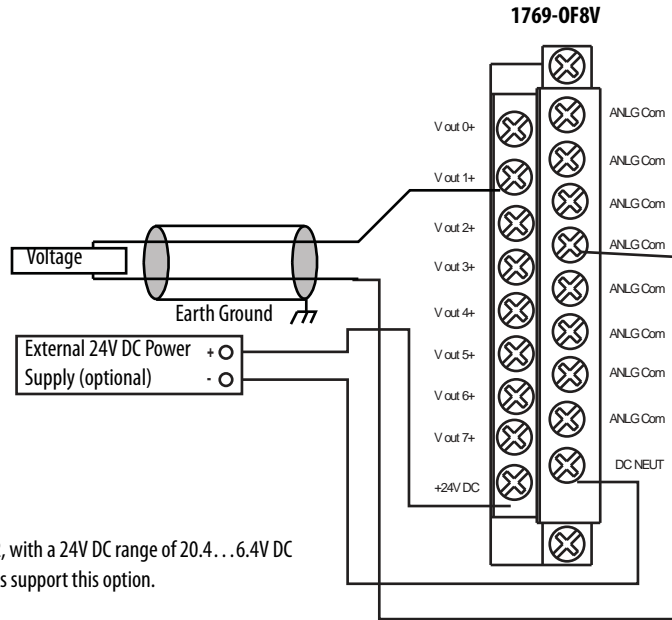 1769-OF8V
V out 0+
ANLG Com
V out 1+
ANLG Com
V out 2+
ANLG Com
V out 3+
ANLG Com
V out 4+
ANLG Com
V out 5+
ANLG Com
V out 6+
ANLG Com
V out 7+
ANLG Com
+24V DC
DC NEUT
Voltage
Earth Ground
External 24V DC Power +
Supply (optional) -
, with a 24V DC range of 20.4...6.4V DC
s support this option.